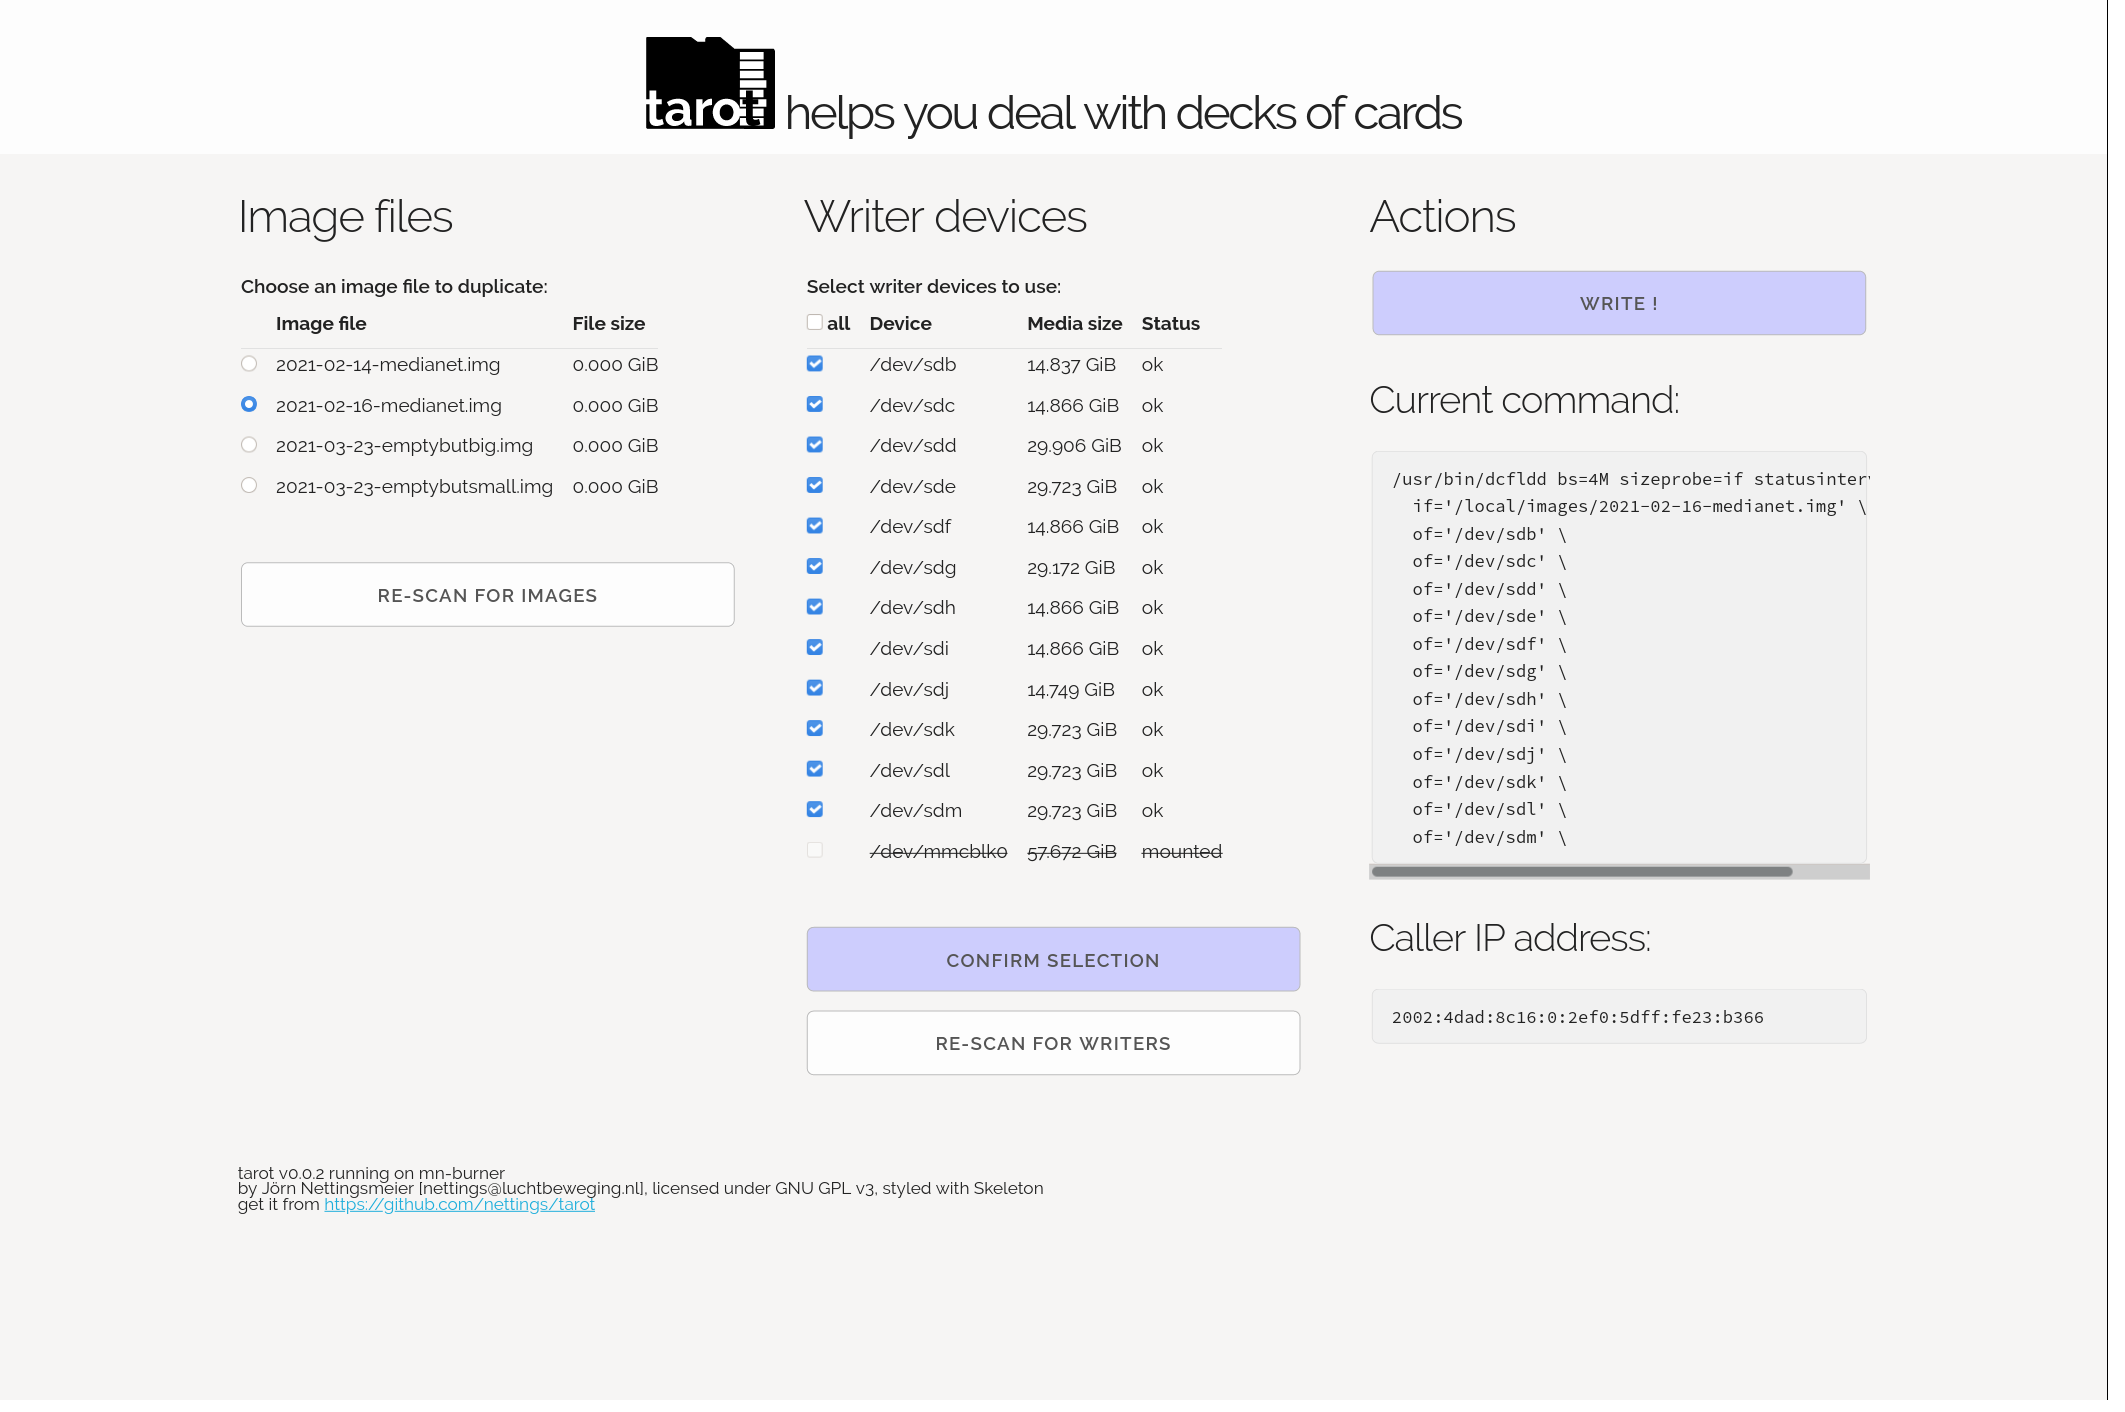 tarot helps you deal with decks of cards
Image files
Choose an image file to duplicate:
Image file File size
2021-02-14-medianet.img 0.000 GiB
2021-02-16-medianet.img 0.000 GiB
2021-03-23-emptybutbig.img 0.000 GiB
2021-03-23-emptybutsmall.img 0.000 GiB
RE-SCAN FOR IMAGES
Writer devices
Select writer devices to use:
all Device Media size Status
/dev/sdb 14.837 GiB ok
/dev/sdc 14.866 GiB ok
/dev/sdd 29.906 GiB ok
/dev/sde 29.723 GiB ok
/dev/sdf 14.866 GiB ok
/dev/sdg 29.172 GiB ok
/dev/sdh 14.866 GiB ok
/dev/sdi 14.866 GiB ok
/dev/sdj 14.749 GiB ok
/dev/sdk 29.723 GiB ok
/dev/sdl 29.723 GiB ok
/dev/sdm 29.723 GiB ok
/dev/mmcblk0 57.672 GiB mounted
CONFIRM SELECTION
RE-SCAN FOR WRITERS
Actions
WRITE !
Current command:
/usr/bin/dcfldd bs=4M sizeprobe=if statusinter
if='/local/images/2021-02-16-medianet.img' \
of='/dev/sdb' \
of='/dev/sdc' \
of='/dev/sdd' \
of='/dev/sde' \
of='/dev/sdf' \
of='/dev/sdg' \
of='/dev/sdh' \
of='/dev/sdi' \
of='/dev/sdj' \
of='/dev/sdk' \
of='/dev/sdl' \
of='/dev/sdm' \
Caller IP address:
2002:4dad:8c16:0:2ef0:5dff:fe23:b366
tarot v0.0.2 running on mn-burner
by Jörn Nettingsmeier [nettings@luchtbeweging.nl], licensed under GNU GPL v3, styled with Skeleton
get it from https://github.com/nettings/tarot